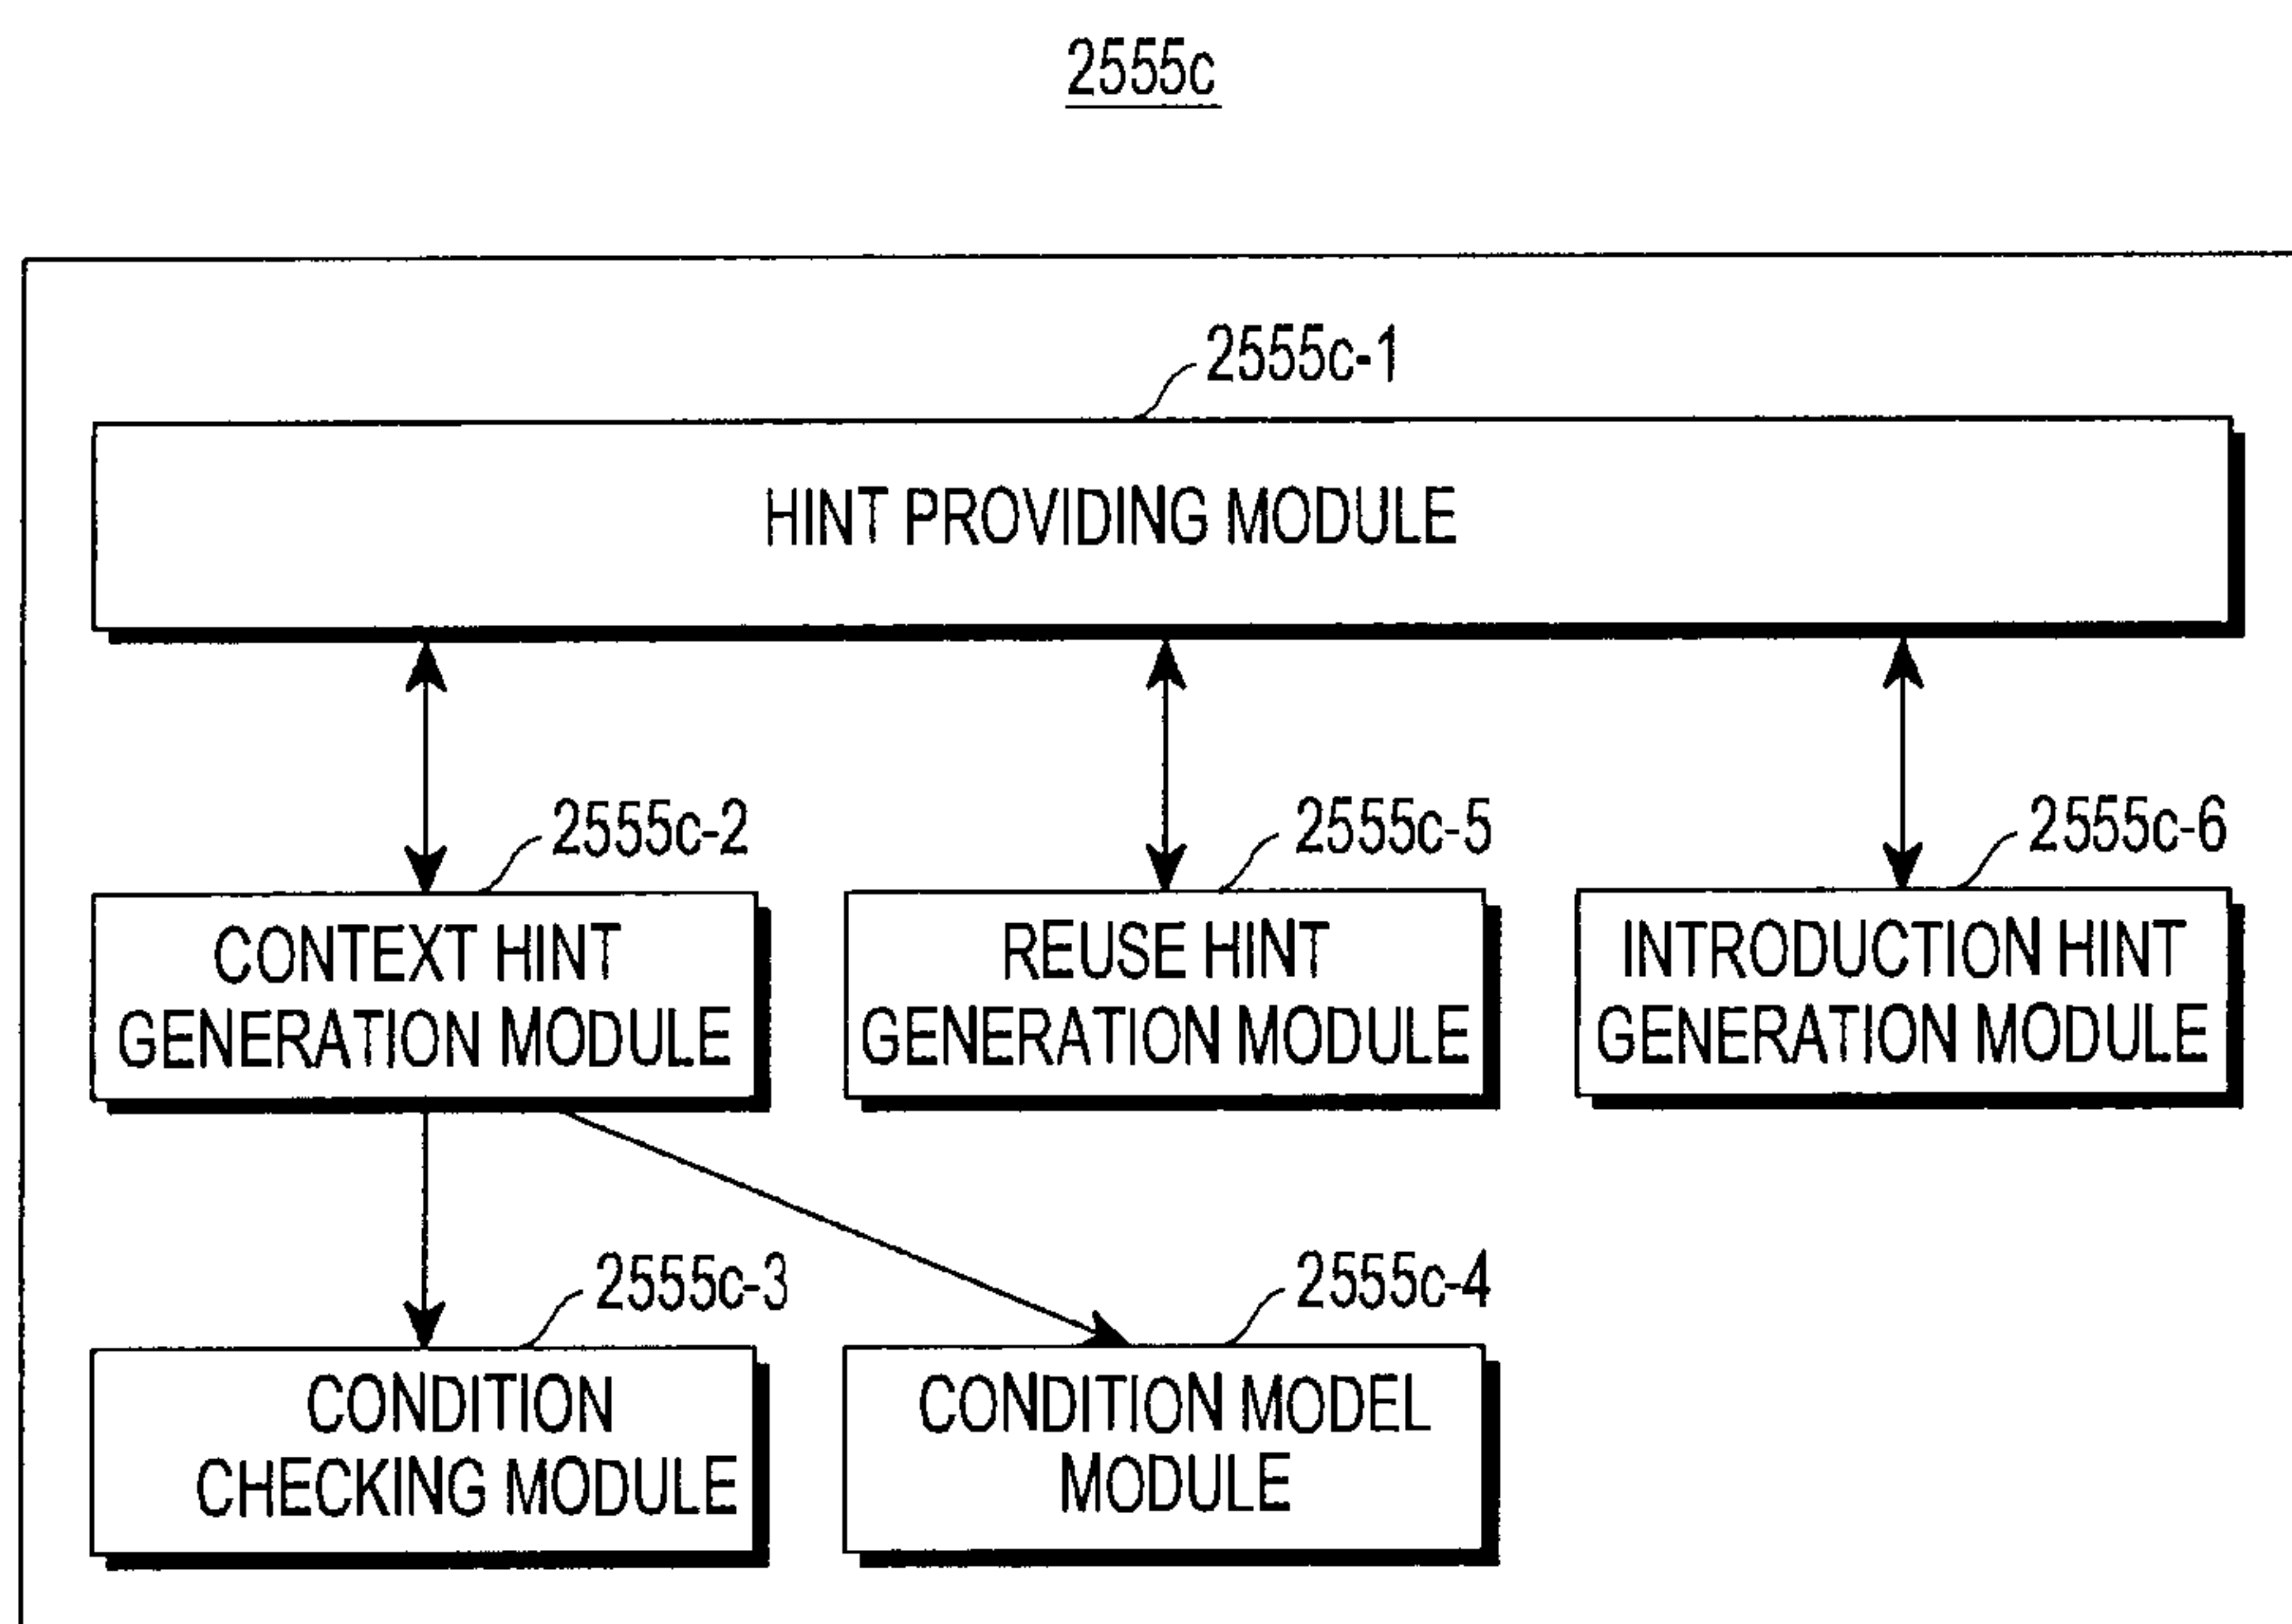 2555c
2555c-1
HINT PROVIDING MODULE
2555c-2
2555c-5
2555c-6
CONTEXT HINT
GENERATION MODULE
REUSE HINT
GENERATION MODULE
INTRODUCTION HINT
GENERATION MODULE
2555c-3
2555c-4
CONDITION
CHECKING MODULE
CONDITION MODEL
MODULE